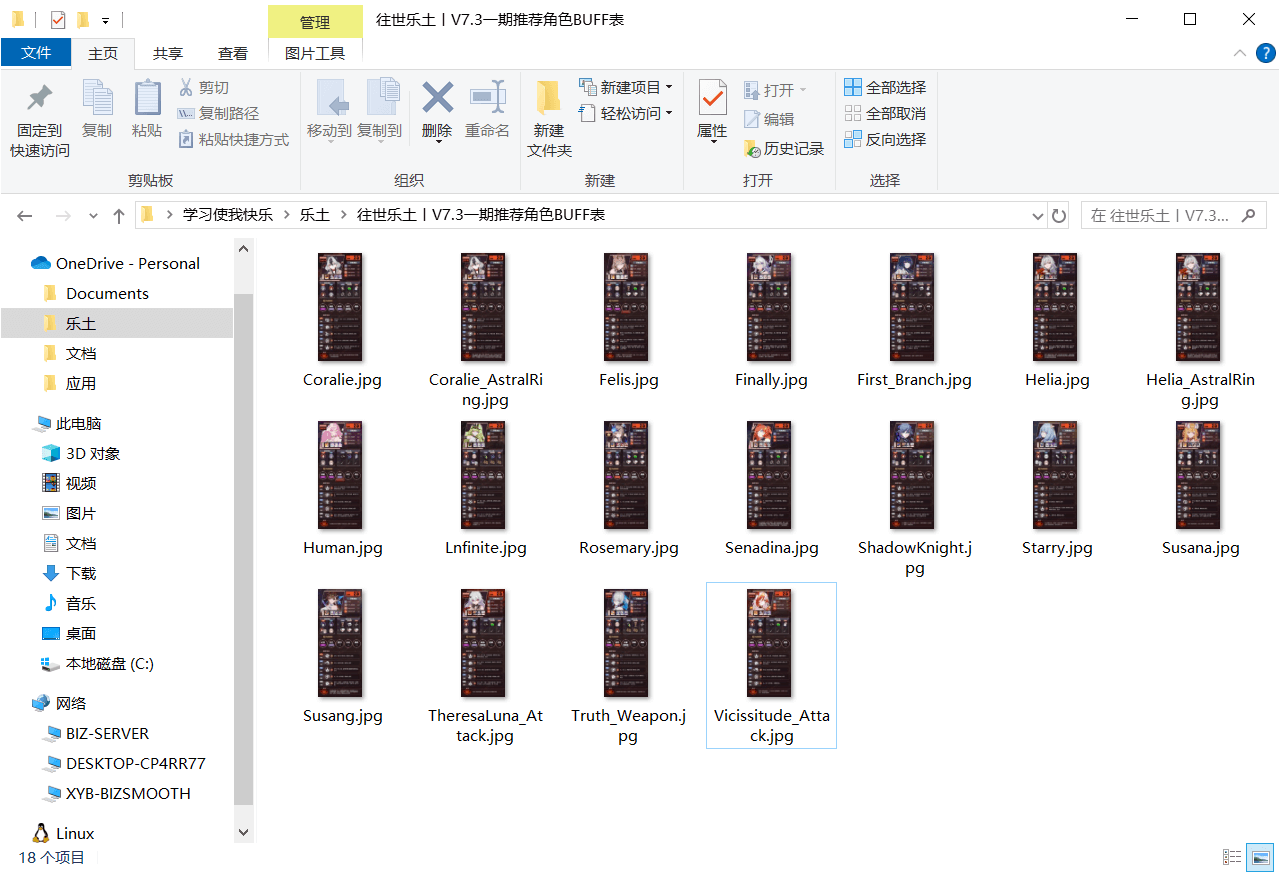 管理
往世乐土丨V7.3一期推荐角色BUFF表
文件
主页
共享
查看
图片工具
固定到
快速访问
复制
粘贴
剪切
复制路径
粘贴快捷方式
剪贴板
移动到
复制到
删除
重命名
组织
新建
文件夹
新建项目
轻松访问
新建
属性
打开
编辑
历史记录
打开
全部选择
全部取消
反向选择
选择
学习使我快乐
乐土
往世乐土丨V7.3一期推荐角色BUFF表
在 往世乐土丨V7.3...
OneDrive - Personal
Documents
乐土
文档
应用
此电脑
3D 对象
视频
图片
文档
下载
音乐
桌面
本地磁盘 (C:)
网络
BIZ-SERVER
DESKTOP-CP4RR77
XYB-BIZSMOOTH
Linux
Coralie.jpg
Coralie_AstralRi
ng.jpg
Felis.jpg
Finally.jpg
First_Branch.jpg
Helia.jpg
Helia_AstralRin
g.jpg
Human.jpg
Lnfinite.jpg
Rosemary.jpg
Senadina.jpg
ShadowKnight.j
pg
Starry.jpg
Susana.jpg
Susang.jpg
TheresaLuna_At
tack.jpg
Truth_Weapon.j
pg
Vicissitude_Atta
ck.jpg
18 个项目